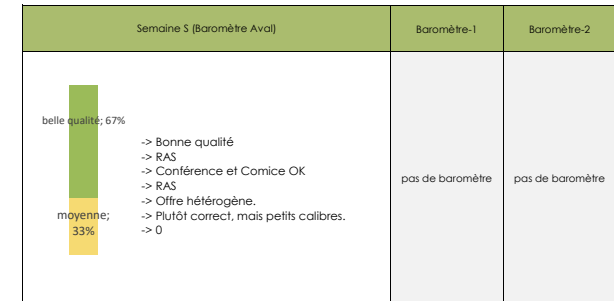 Semaine S (Baromètre Aval)
Baromètre-1
Baromètre-2
belle qualité; 67%
moyenne;
33%
-> Bonne qualité
-> RAS
-> Conférence et Comice OK
-> RAS
-> Offre hétérogène.
-> Plutôt correct, mais petits calibres.
-> 0
pas de baromètre
pas de baromètre